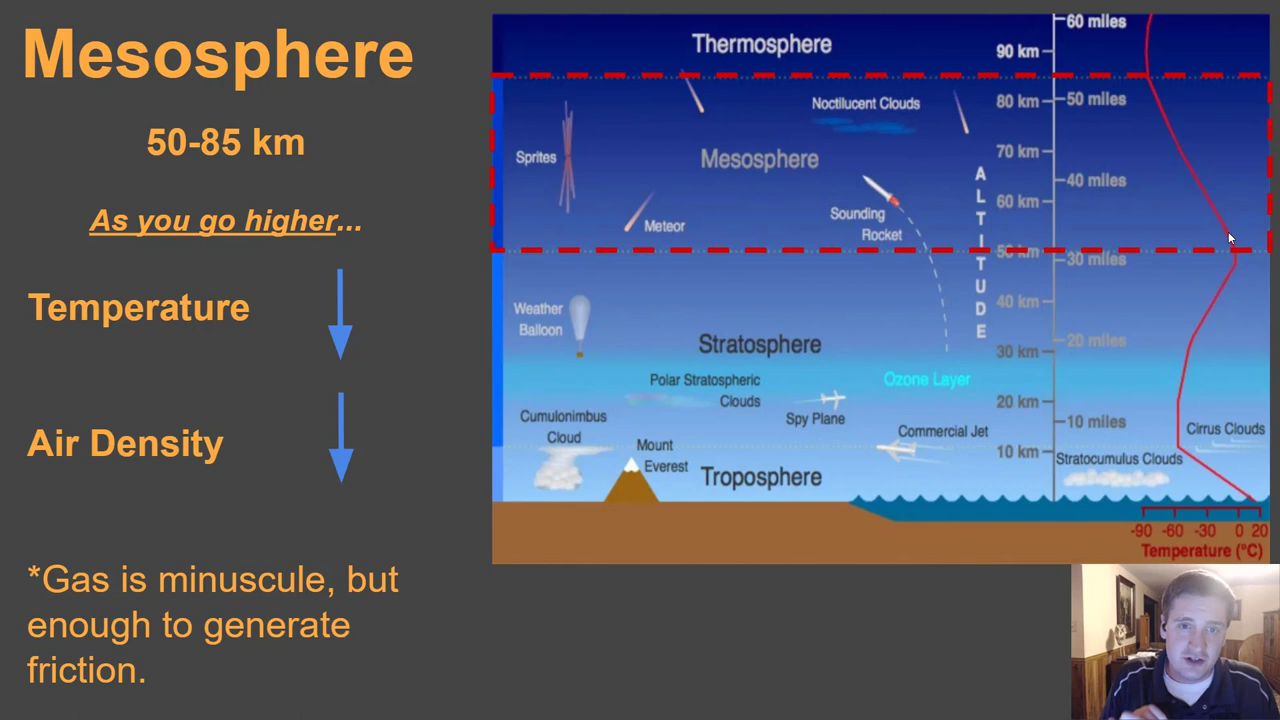 Mesosphere
50-85 km
As you go higher...
Temperature
Air Density
*Gas is minuscule, but
enough to generate
friction.
Thermosphere
60 miles
90 km
Noctilucent Clouds
80 km
50 miles
Sprites
Mesosphere
70 km
40 miles
Meteor
Sounding
Rocket
60 km
ALTITUDE
50 km
30 miles
Weather
Balloon
40 km
Stratosphere
20 miles
30 km
Polar Stratospheric
Clouds
Ozone Layer
Spy Plane
20 km
10 miles
Cumulonimbus
Cloud
Mount
Everest
Commercial Jet
Cirrus Clouds
10 km
Stratocumulus Clouds
Troposphere
-90 -60 -30 0 20
Temperature (°C)